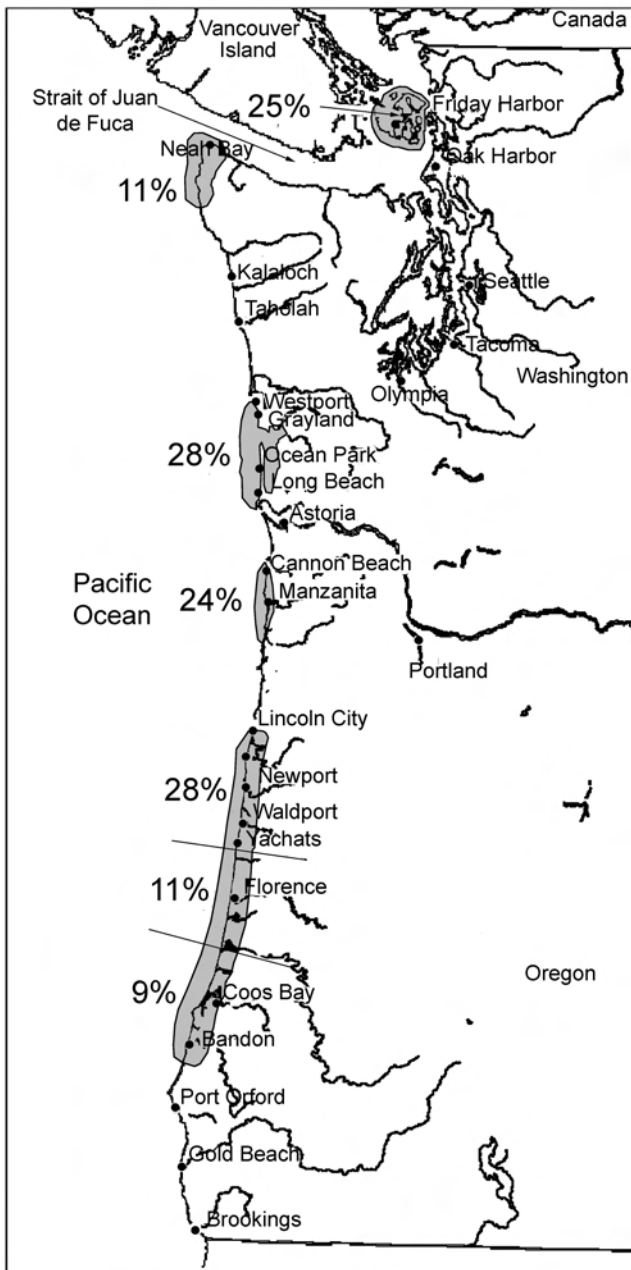 Vancouver
Island
Canada
Strait of Juan
de Fuca
25%
Friday Harbor
Neah Bay
Oak Harbor
11%
Kalaloch
Seattle
Taholah
Tacoma
Washington
Olympia
Westport
Grayland
28%
Ocean Park
Long Beach
Astoria
Cannon Beach
Pacific
Ocean
24%
Manzanita
Portland
Lincoln City
28%
Newport
Waldport
Yachats
11%
Florence
Oregon
9%
Coos Bay
Bandon
Port Orford
Gold Beach
Brookings